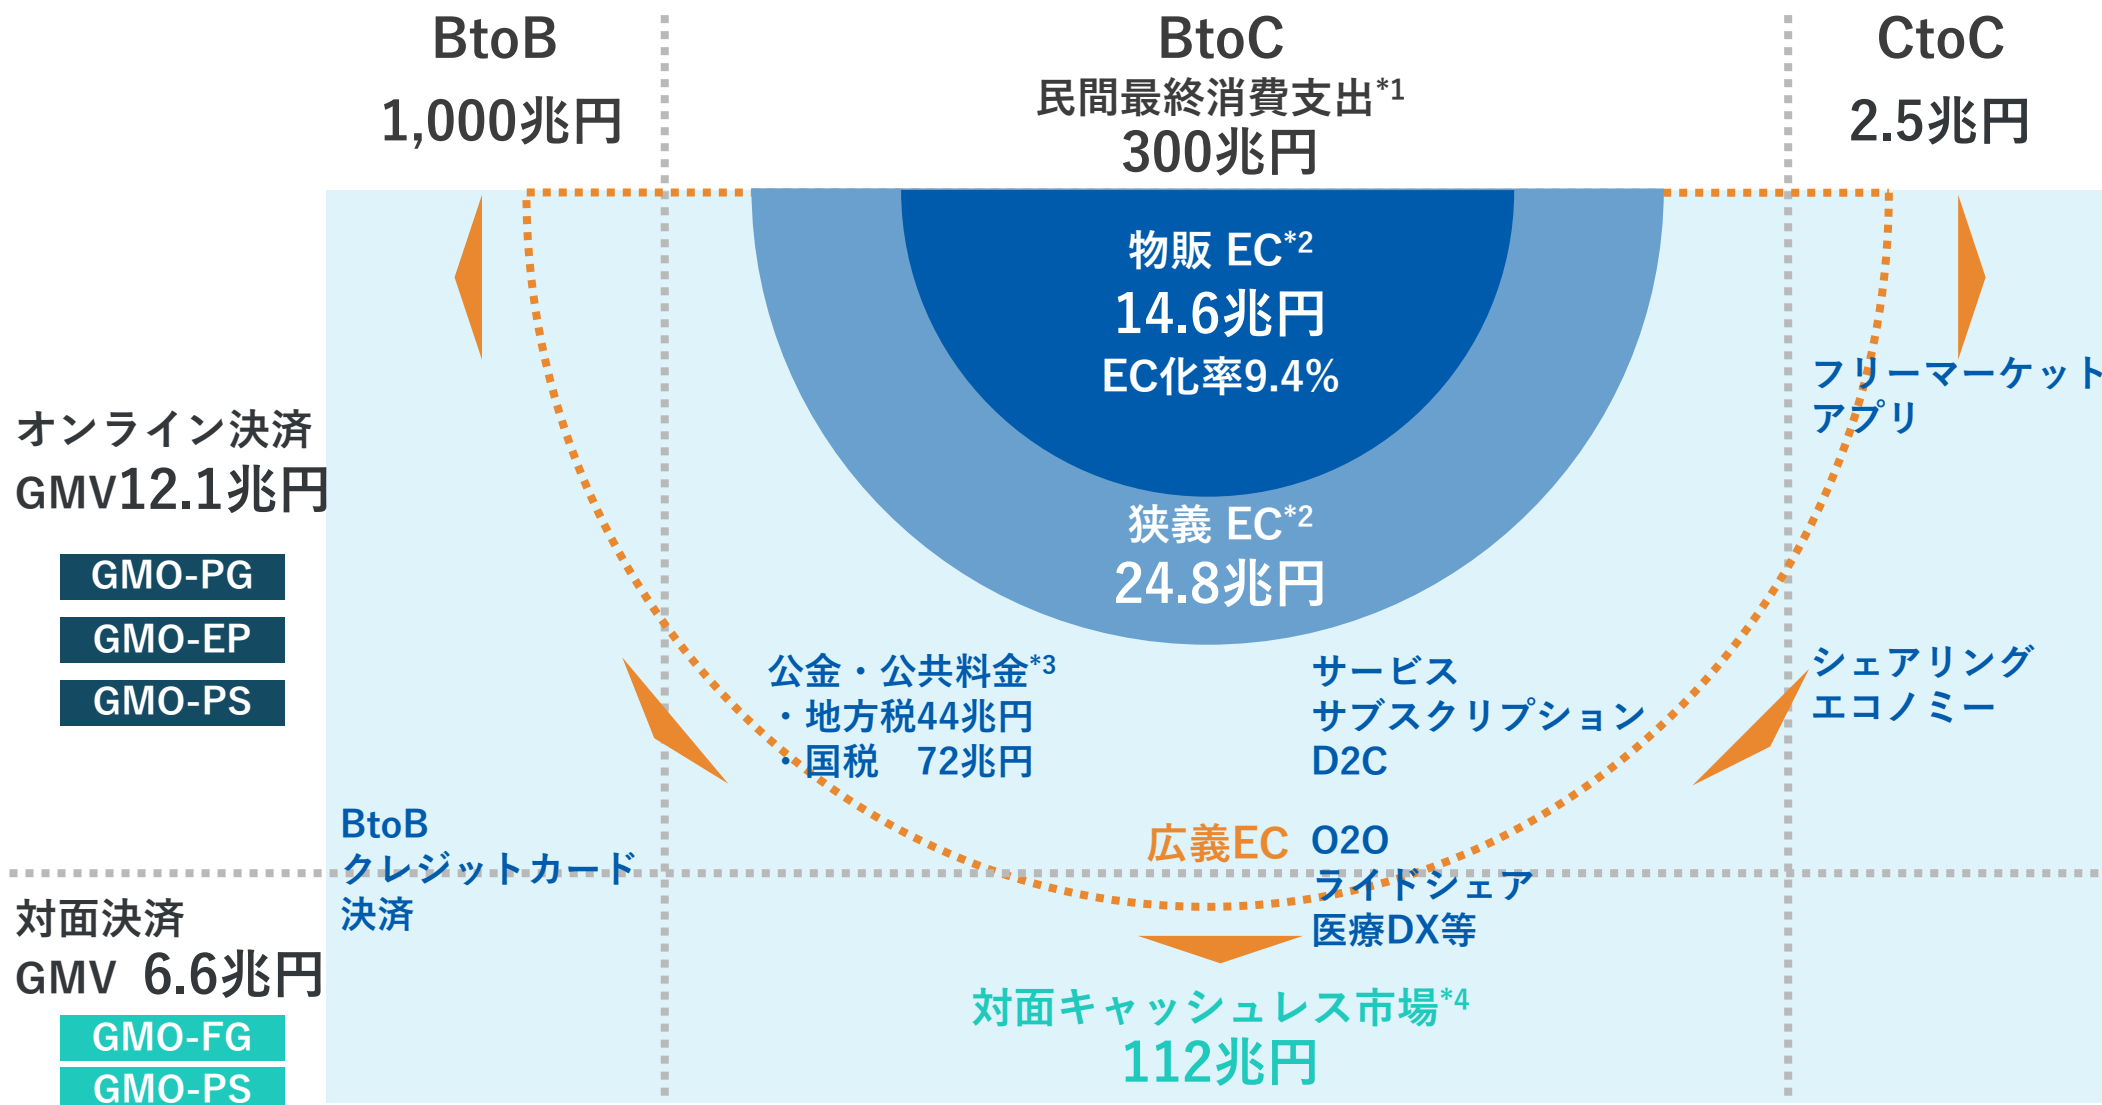 BtoB
1,000兆円
BtoC
民間最終消費支出*1
300兆円
CtoC
2.5兆円
物販 EC*2
14.6兆円
EC化率9.4%
狭義 EC*2
24.8兆円
オンライン決済
GMV12.1兆円
GMO-PG
GMO-EP
GMO-PS
フリーマーケット
アプリ
公金・公共料金*3
・地方税44兆円
・国税 72兆円
サービス
サブスクリプション
D2C
シェアリング
エコノミー
BtoB
クレジットカード
決済
広義EC
O2O
ライドシェア
医療DX等
対面決済
GMV 6.6兆円
GMO-FG
GMO-PS
対面キャッシュレス市場*4
112兆円